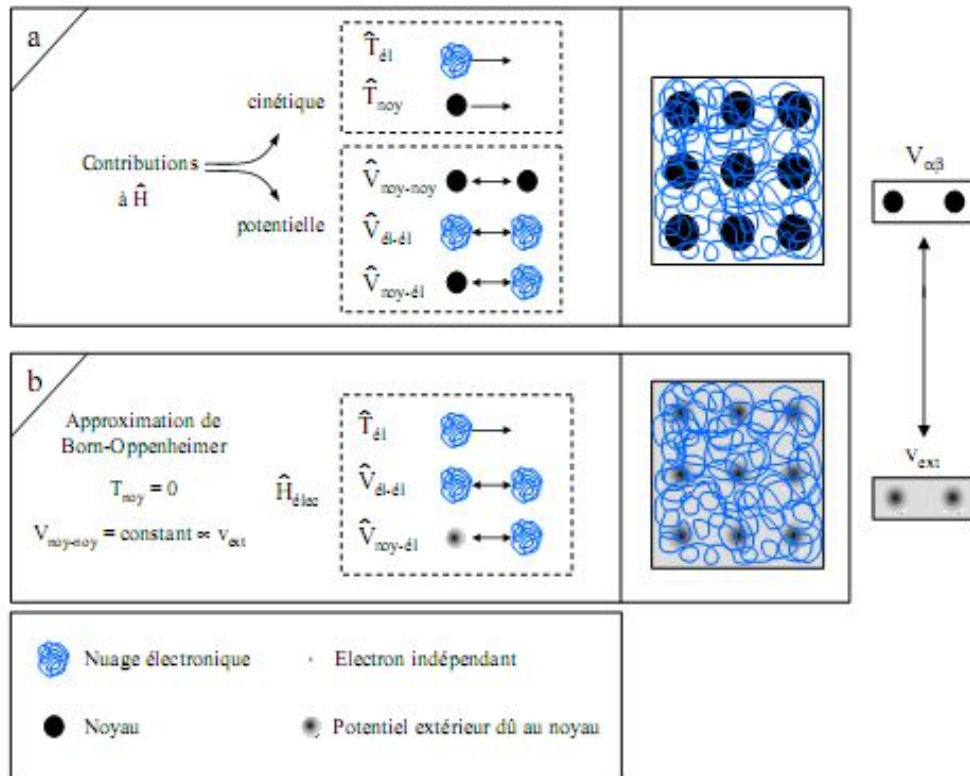 a
T̂él
cinétique
T̂noy
Contributions
à Ĥ
potentielle
V̂noy-noy
V̂él-él
V̂noy-él
Vαβ
b
Approximation de
Born-Oppenheimer
Tnoy = 0
Vnoy-noy = constant ∝ vext
Ĥélec
T̂él
V̂él-él
V̂noy-él
vext
Nuage électronique
Electron indépendant
Noyau
Potentiel extérieur dû au noyau